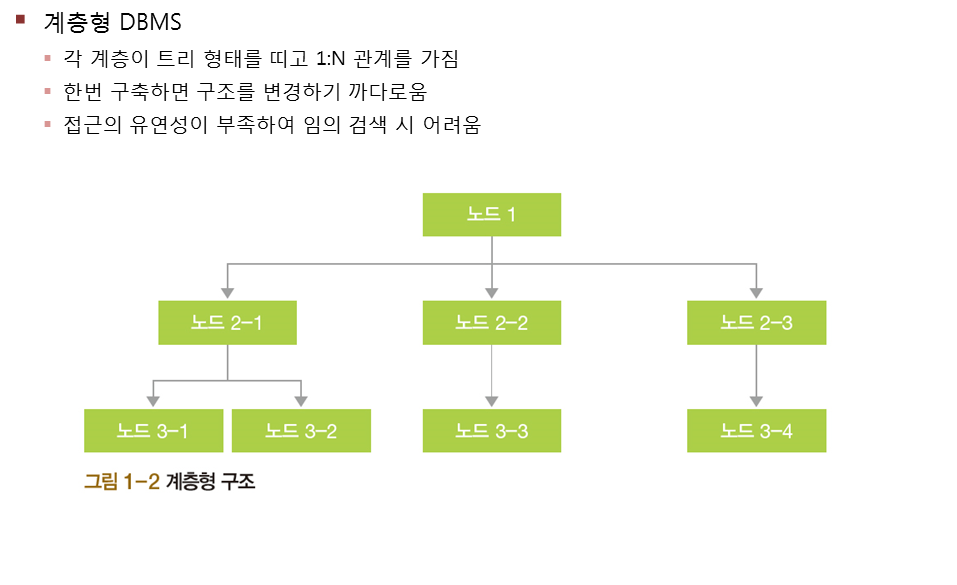 계층형 DBMS
각 계층이 트리 형태를 띠고 1:N 관계를 가짐
한번 구축하면 구조를 변경하기 까다로움
접근의 유연성이 부족하여 임의 검색 시 어려움
노드 1
노드 2-1
노드 2-2
노드 2-3
노드 3-1
노드 3-2
노드 3-3
노드 3-4
그림 1-2 계층형 구조